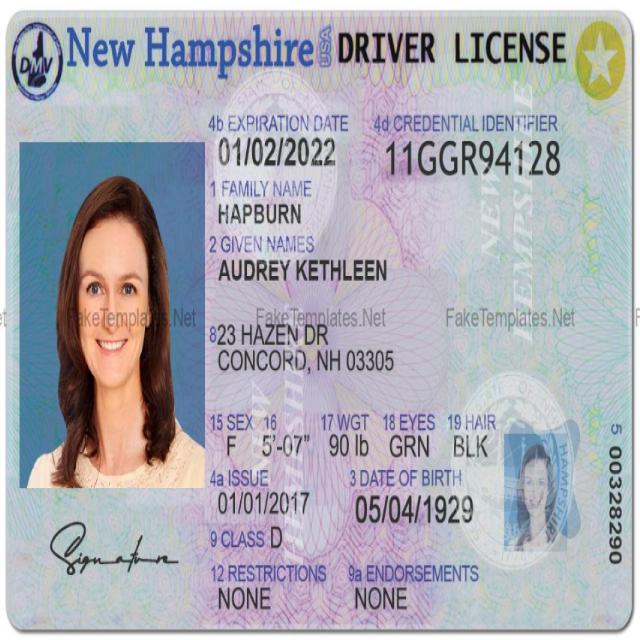 DMV New Hampshire USA DRIVER LICENSE
4b EXPIRATION DATE 4d CREDENTIAL IDENTIFIER
01/02/2022 11GGR94128
1 FAMILY NAME
HAPBURN
2 GIVEN NAMES
AUDREY KETHLEEN
FakeTemplates.Net FakeTemplates.Net
823 HAZEN DR
CONCORD, NH 03305
15 SEX 16 17 WGT 18 EYES 19 HAIR
F 5'-07" 90 lb GRN BLK
4a ISSUE 3 DATE OF BIRTH
01/01/2017 05/04/1929
9 CLASS D
12 RESTRICTIONS 9a ENDORSEMENTS
NONE NONE
Signature
5 00328290
NEW HAMPSHIRE